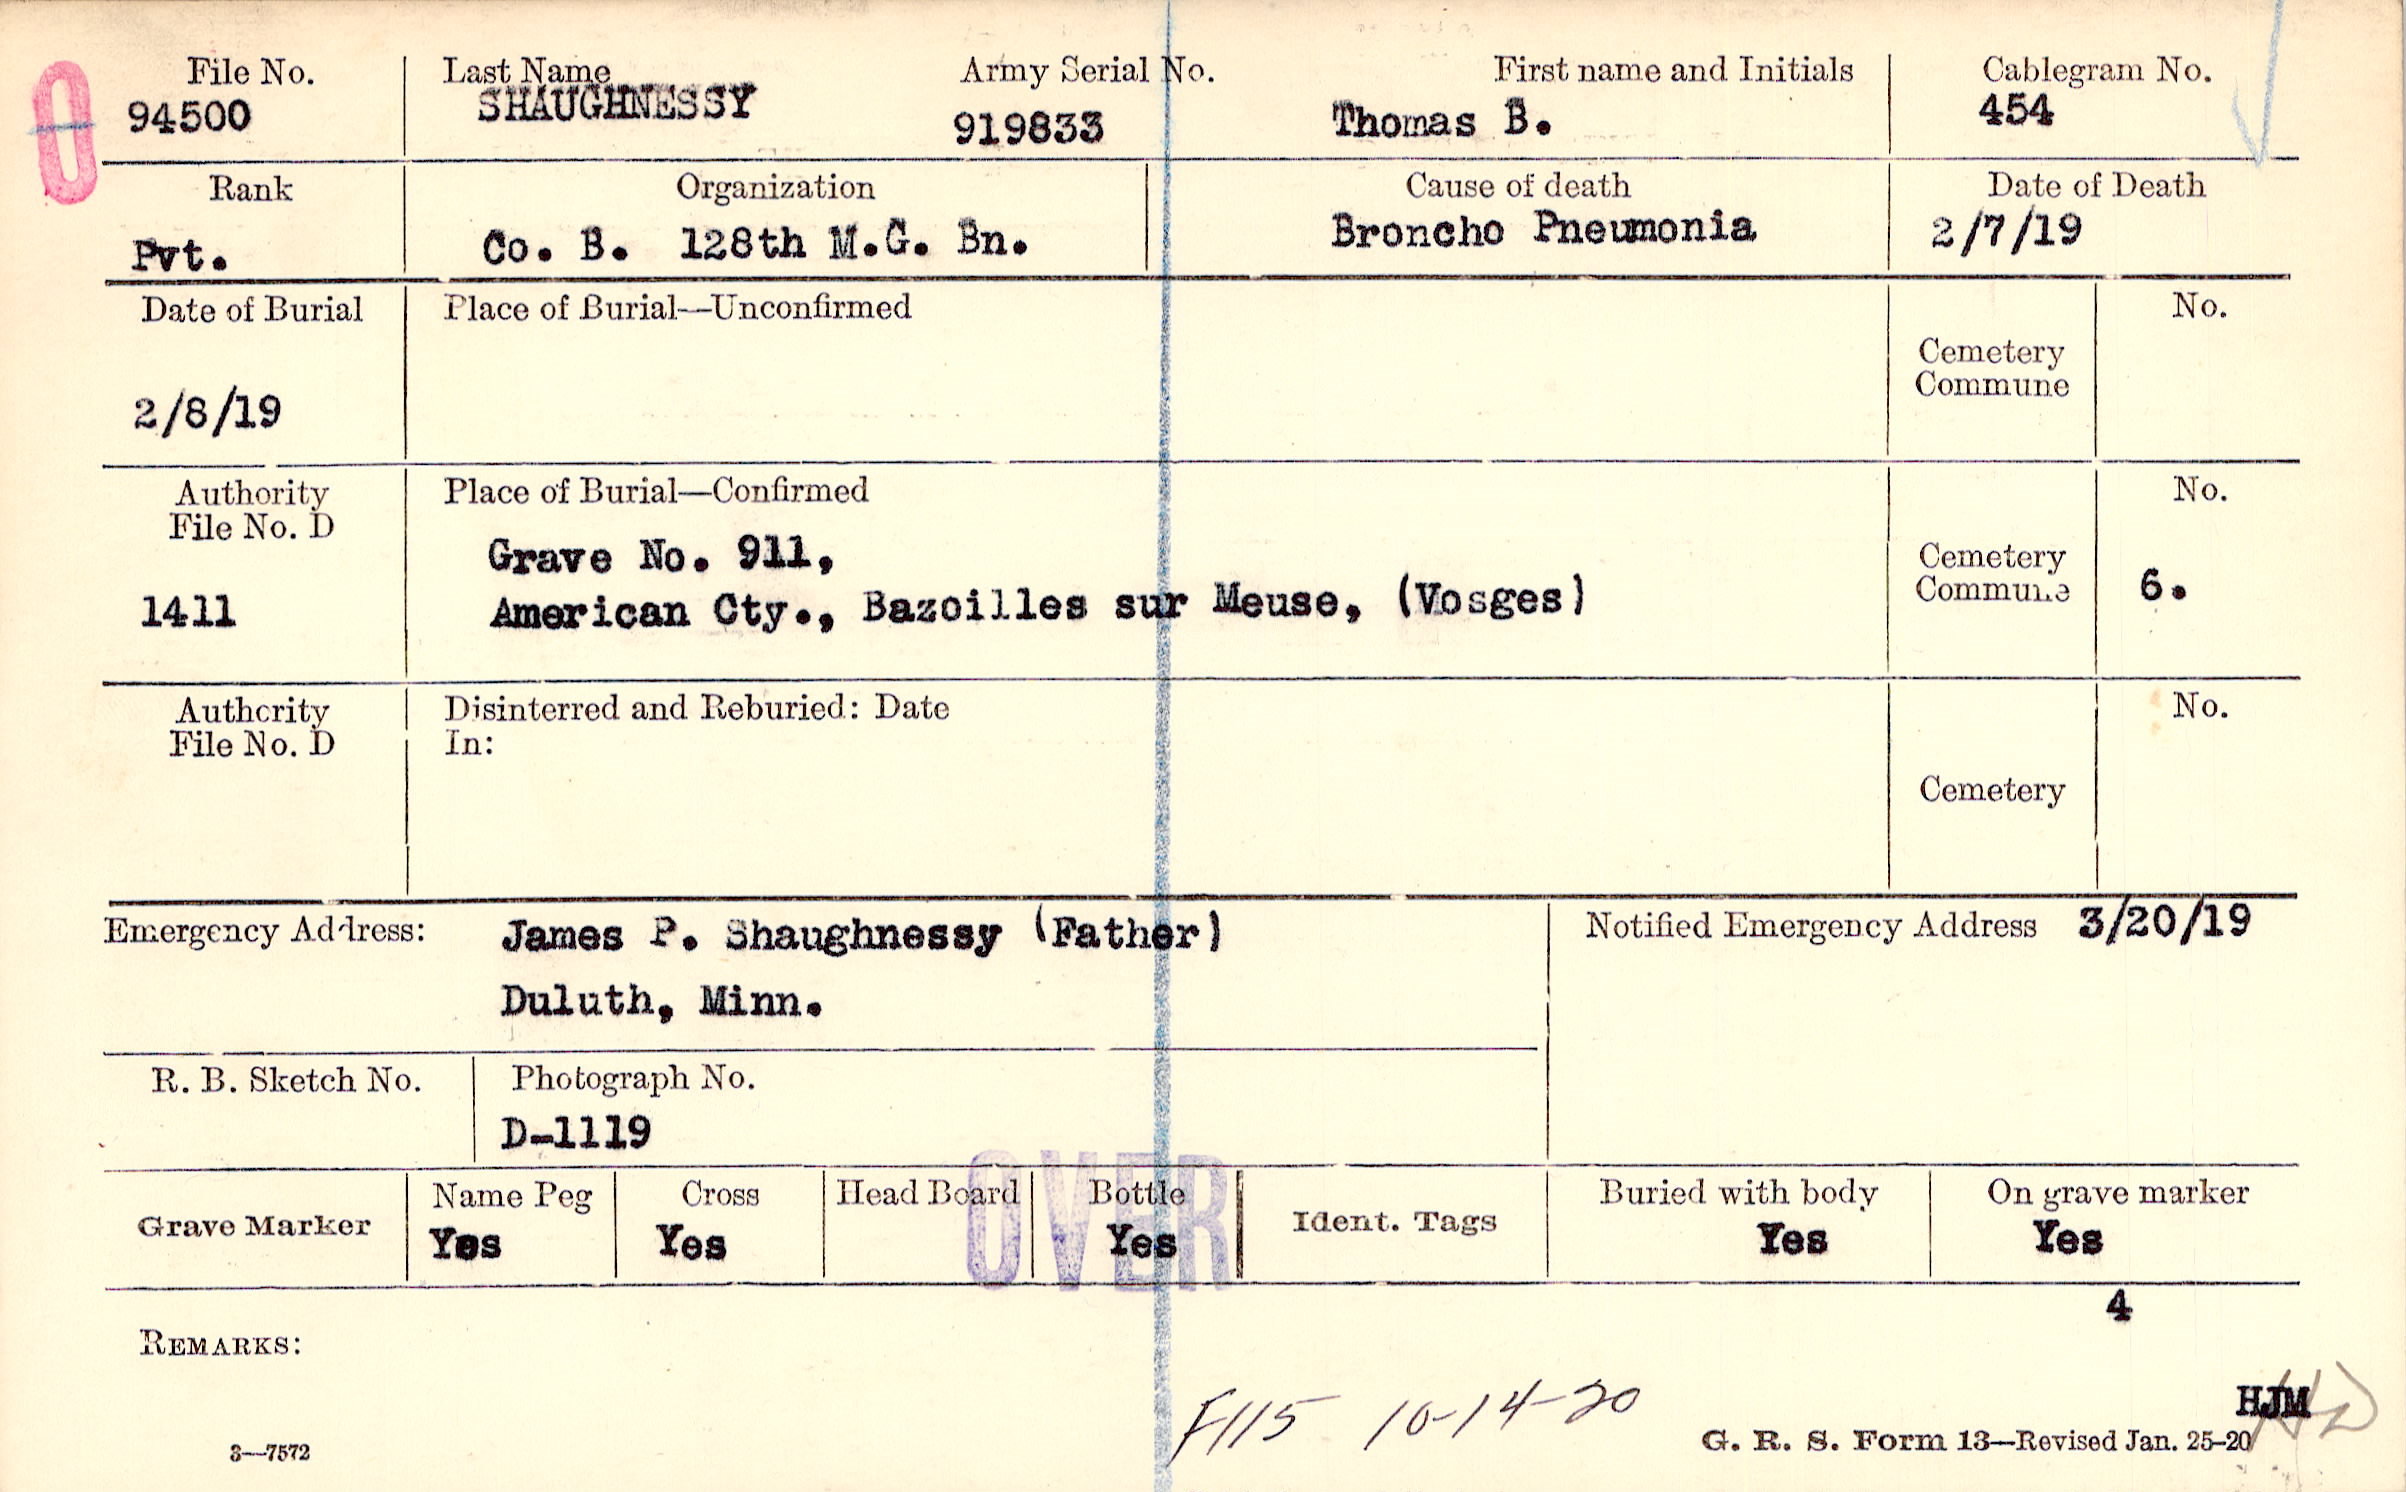 File No.
94500
Last Name
SHAUGHNESSY
Army Serial No.
919833
First name and Initials
Thomas B.
Cablegram No.
454
Rank
Pvt.
Organization
Co. B. 128th M.G. Bn.
Cause of death
Broncho Pneumonia
Date of Death
2/7/19
Date of Burial
2/8/19
Place of Burial—Unconfirmed
Cemetery
Commune
No.
Authority
File No. D
1411
Place of Burial—Confirmed
Grave No. 911,
American Cty., Bazoilles sur Meuse, (Vosges)
Cemetery
Commune
No.
6.
Authority
File No. D
Disinterred and Reburied: Date
In:
Cemetery
No.
Emergency Address:
James P. Shaughnessy (Father)
Duluth, Minn.
Notified Emergency Address 3/20/19
R. B. Sketch No.
Photograph No.
D-1119
Grave Marker
Name Peg
Yes
Cross
Yes
Head Board
Bottle
Yes
OVER
Ident. Tags
Buried with body
Yes
On grave marker
Yes
4
REMARKS:
F115 10-14-20
HJM
3—7572
G. R. S. Form 13—Revised Jan. 25-20